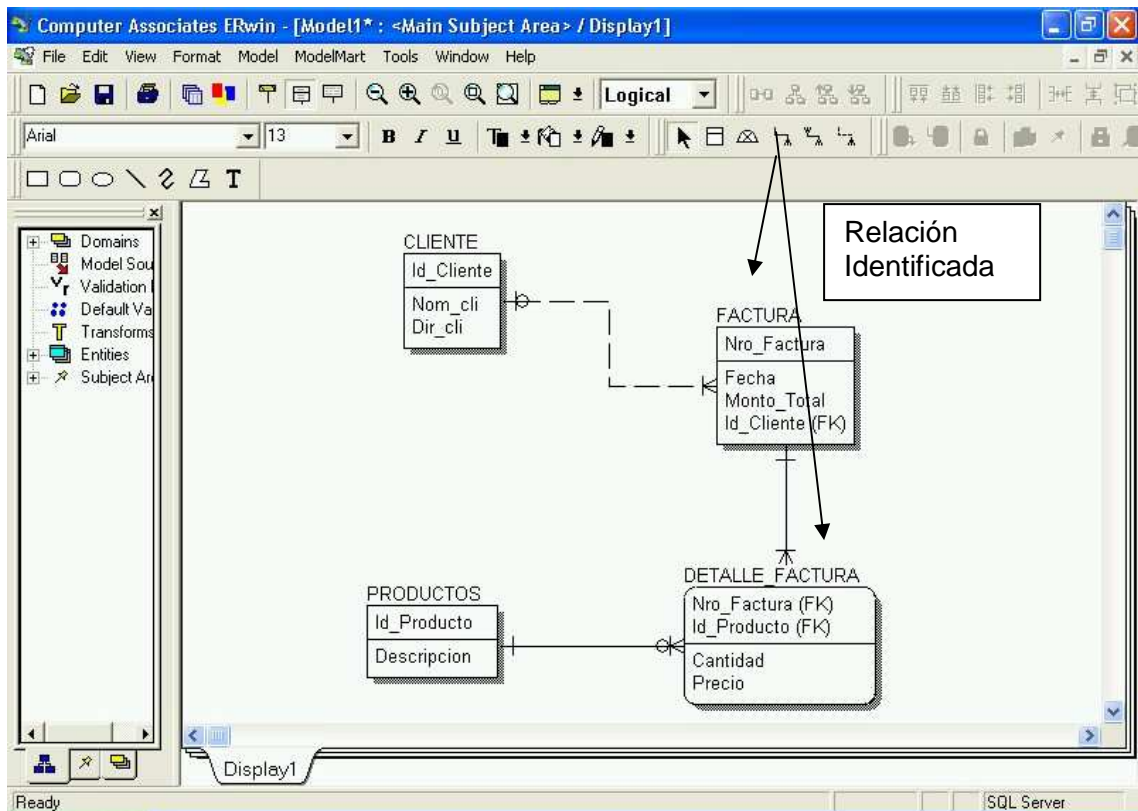 Computer Associates ERwin - [Model1* : <Main Subject Area> / Display1]
File Edit View Format Model ModelMart Tools Window Help
Logical
Arial 13 B I U T
T
Domains
Model Sou
Validation
Default Va
Transforms
Entities
Subject Ar
Relación
Identificada
CLIENTE
Id_Cliente
Nom_cli
Dir_cli
FACTURA
Nro_Factura
Fecha
Monto_Total
Id_Cliente (FK)
PRODUCTOS
Id_Producto
Descripcion
DETALLE_FACTURA
Nro_Factura (FK)
Id_Producto (FK)
Cantidad
Precio
Display1
Ready SQL Server